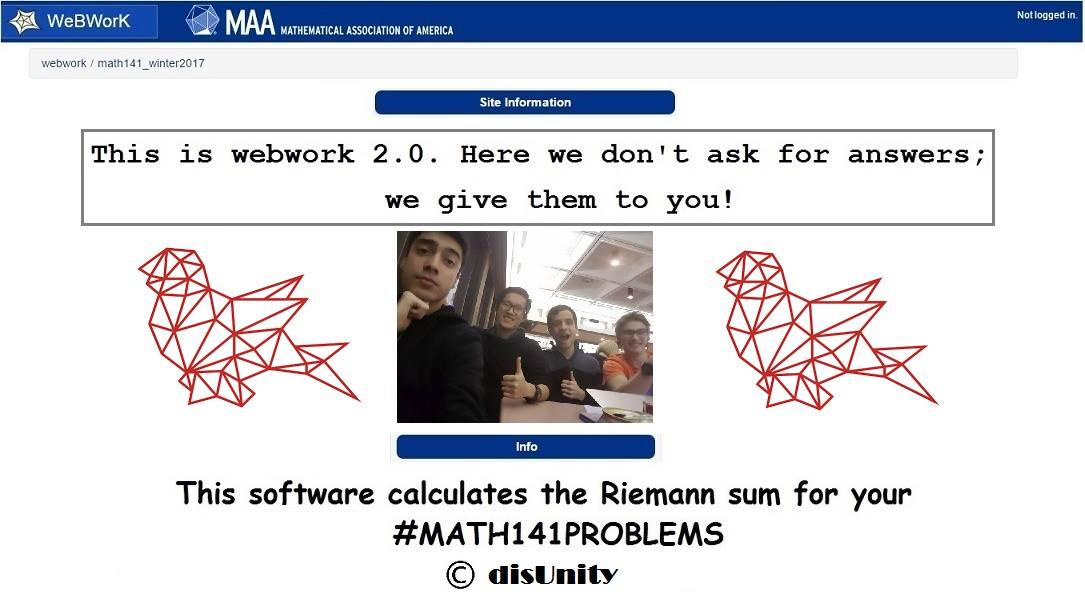 WeBWorK
MAA MATHEMATICAL ASSOCIATION OF AMERICA
Not logged in.
webwork / math141_winter2017
Site Information
This is webwork 2.0. Here we don't ask for answers;
we give them to you!
Info
This software calculates the Riemann sum for your
#MATH141PROBLEMS
© disUnity